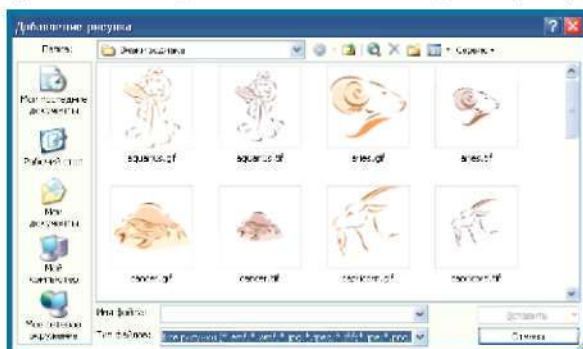 Добавление рисунка
Папка:
Знаки зодиака
Сервис
Мои последние
документы
Рабочий стол
Мои
документы
Мой
компьютер
Мое сетевое
окружение
aquarius.gif
aquarius.tif
aries.gif
aries.tif
cancer.gif
cancer.tif
capricorn.gif
capricorn.tif
Имя файла:
Тип файлов:
Все рисунки
Вставить
Отмена